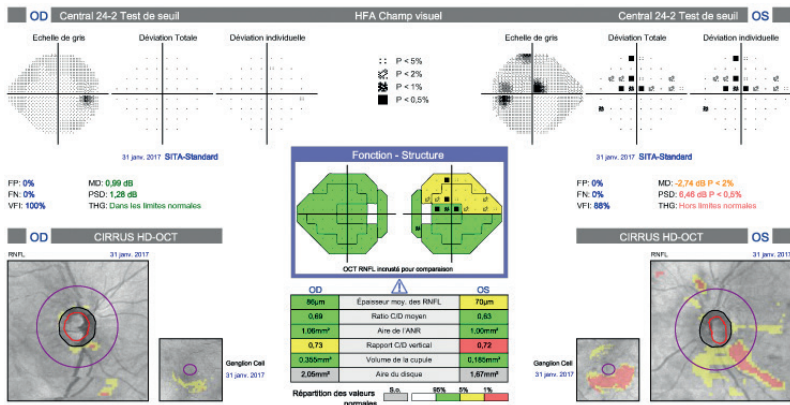 OD Central 24-2 Test de seuil HFA Champ visuel Central 24-2 Test de seuil OS
Echelle de gris Déviation Totale Déviation individuelle Echelle de gris Déviation Totale Déviation individuelle
P < 5%
P < 2%
P < 1%
P < 0,5%
31 janv. 2017 SITA-Standard 31 janv. 2017 SITA-Standard
Fonction - Structure
FP: 0% MD: 0,99 dB FP: 0% MD: -2,74 dB P < 2%
FN: 0% PSD: 1,28 dB FN: 0% PSD: 6,46 dB P < 0,5%
VFI: 100% THG: Dans les limites normales VFI: 88% THG: Hors limites normales
OD CIRRUS HD-OCT CIRRUS HD-OCT OS
RNFL 31 janv. 2017 RNFL 31 janv. 2017
OCT RNFL incrusté pour comparaison
OD OS
86µm Épaisseur moy. des RNFL 70µm
0,69 Ratio C/D moyen 0,63
1.06mm² Aire de l'ANR 1.00mm²
0,73 Rapport C/D vertical 0,72
0,355mm³ Volume de la cupule 0,185mm³
2,05mm² Aire du disque 1,67mm²
Ganglion Cell Ganglion Cell
31 janv. 2017 31 janv. 2017
Répartition des valeurs normales S.o. 95% 5% 1%